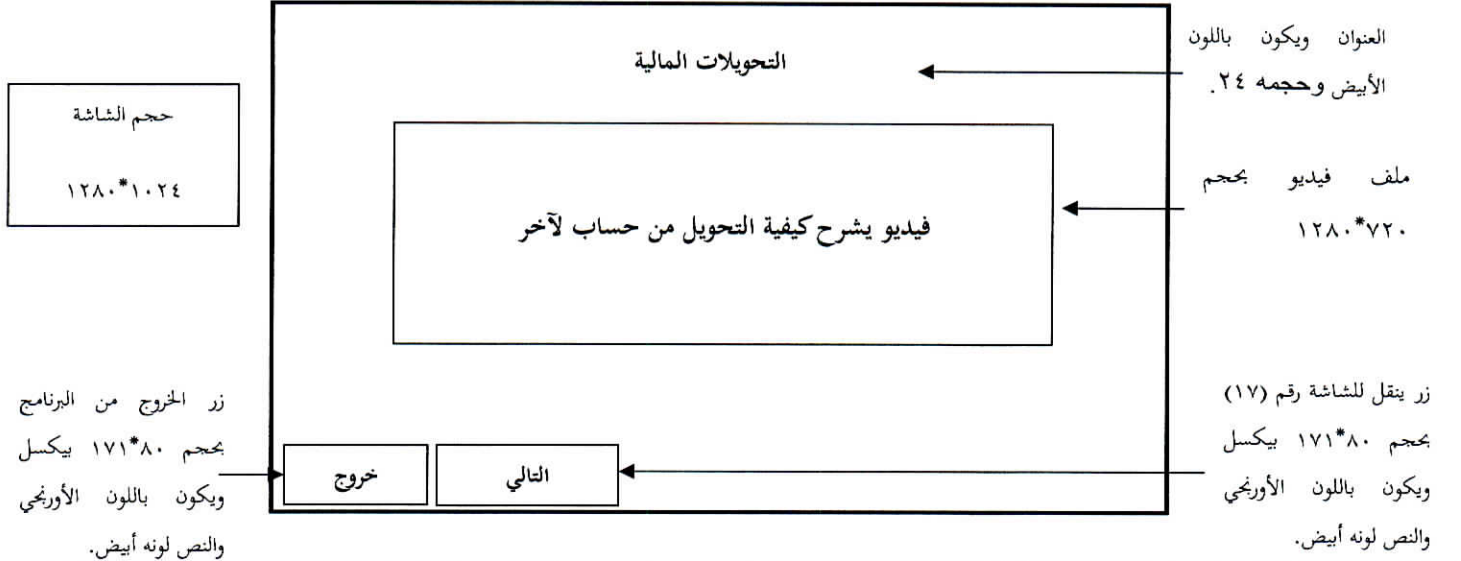 العنوان ويكون باللون
الأبيض وحجمه ٢٤.
التحويلات المالية
حجم الشاشة
١٢٨٠*١٠٢٤
ملف فيديو بحجم
١٢٨٠*٧٢٠
فيديو يشرح كيفية التحويل من حساب لآخر
زر ينقل للشاشة رقم (١٧)
بحجم ١٧١*٨٠ بيكسل
ويكون باللون الأورنجي
والنص لونه أبيض.
التالي
خروج
زر الخروج من البرنامج
بحجم ١٧١*٨٠ بيكسل
ويكون باللون الأورنجي
والنص لونه أبيض.